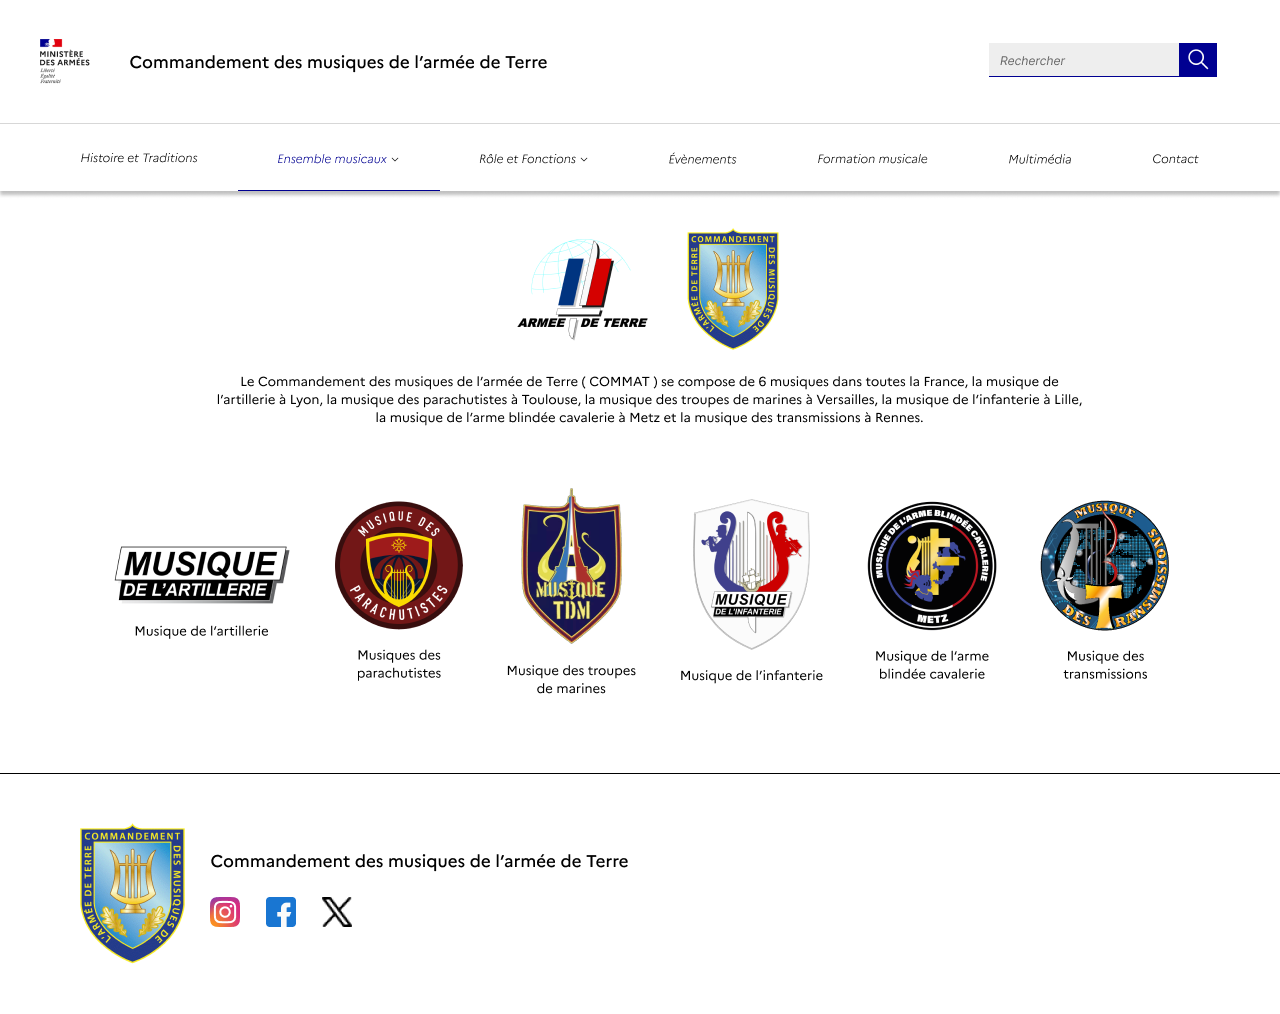 MINISTÈRE
DES ARMÉES
Liberté
Égalité
Fraternité
Commandement des musiques de l’armée de Terre
Rechercher
Histoire et Traditions
Ensemble musicaux
Rôle et Fonctions
Évènements
Formation musicale
Multimédia
Contact
ARMEE DE TERRE
COMMANDEMENT
DES MUSIQUES DE
L'ARMÉE DE TERRE
Le Commandement des musiques de l’armée de Terre ( COMMAT ) se compose de 6 musiques dans toutes la France, la musique de
l’artillerie à Lyon, la musique des parachutistes à Toulouse, la musique des troupes de marines à Versailles, la musique de l’infanterie à Lille,
la musique de l’arme blindée cavalerie à Metz et la musique des transmissions à Rennes.
MUSIQUE
DE L'ARTILLERIE
Musique de l’artillerie
MUSIQUE DES
PARACHUTISTES
Musiques des
parachutistes
MUSIQUE
TDM
Musique des troupes
de marines
MUSIQUE
DE L'INFANTERIE
Musique de l’infanterie
MUSIQUE DE L'ARME BLINDÉE CAVALERIE
METZ
Musique de l’arme
blindée cavalerie
MUSIQUE
DES TRANSMISSIONS
Musique des
transmissions
COMMANDEMENT
DES MUSIQUES DE
L'ARMÉE DE TERRE
Commandement des musiques de l’armée de Terre